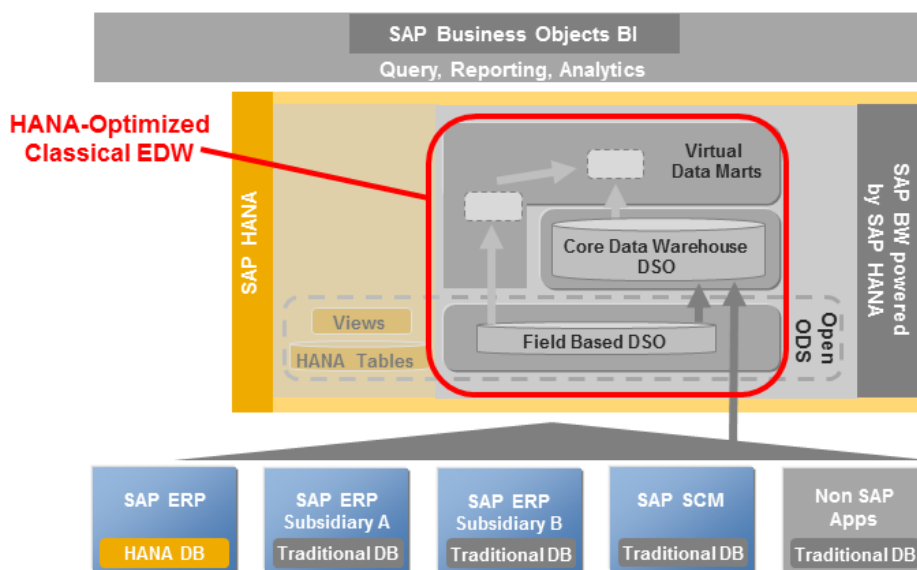 SAP Business Objects BI
Query, Reporting, Analytics
HANA-Optimized
Classical EDW
SAP HANA
Virtual
Data Marts
Core Data Warehouse
DSO
SAP BW powered
by SAP HANA
Views
HANA Tables
Field Based DSO
Open
ODS
SAP ERP
HANA DB
SAP ERP
Subsidiary A
Traditional DB
SAP ERP
Subsidiary B
Traditional DB
SAP SCM
Traditional DB
Non SAP
Apps
Traditional DB